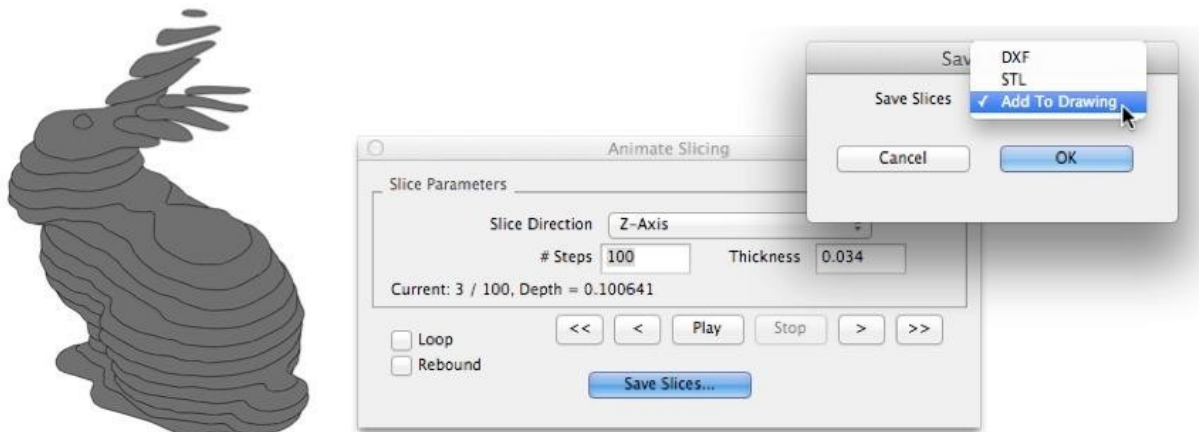 Sav
DXF
STL
Save Slices ✓ Add To Drawing
Cancel OK
Animate Slicing
Slice Parameters
Slice Direction Z-Axis
# Steps 100 Thickness 0.034
Current: 3 / 100, Depth = 0.100641
<< < Play Stop > >>
Loop
Rebound
Save Slices...